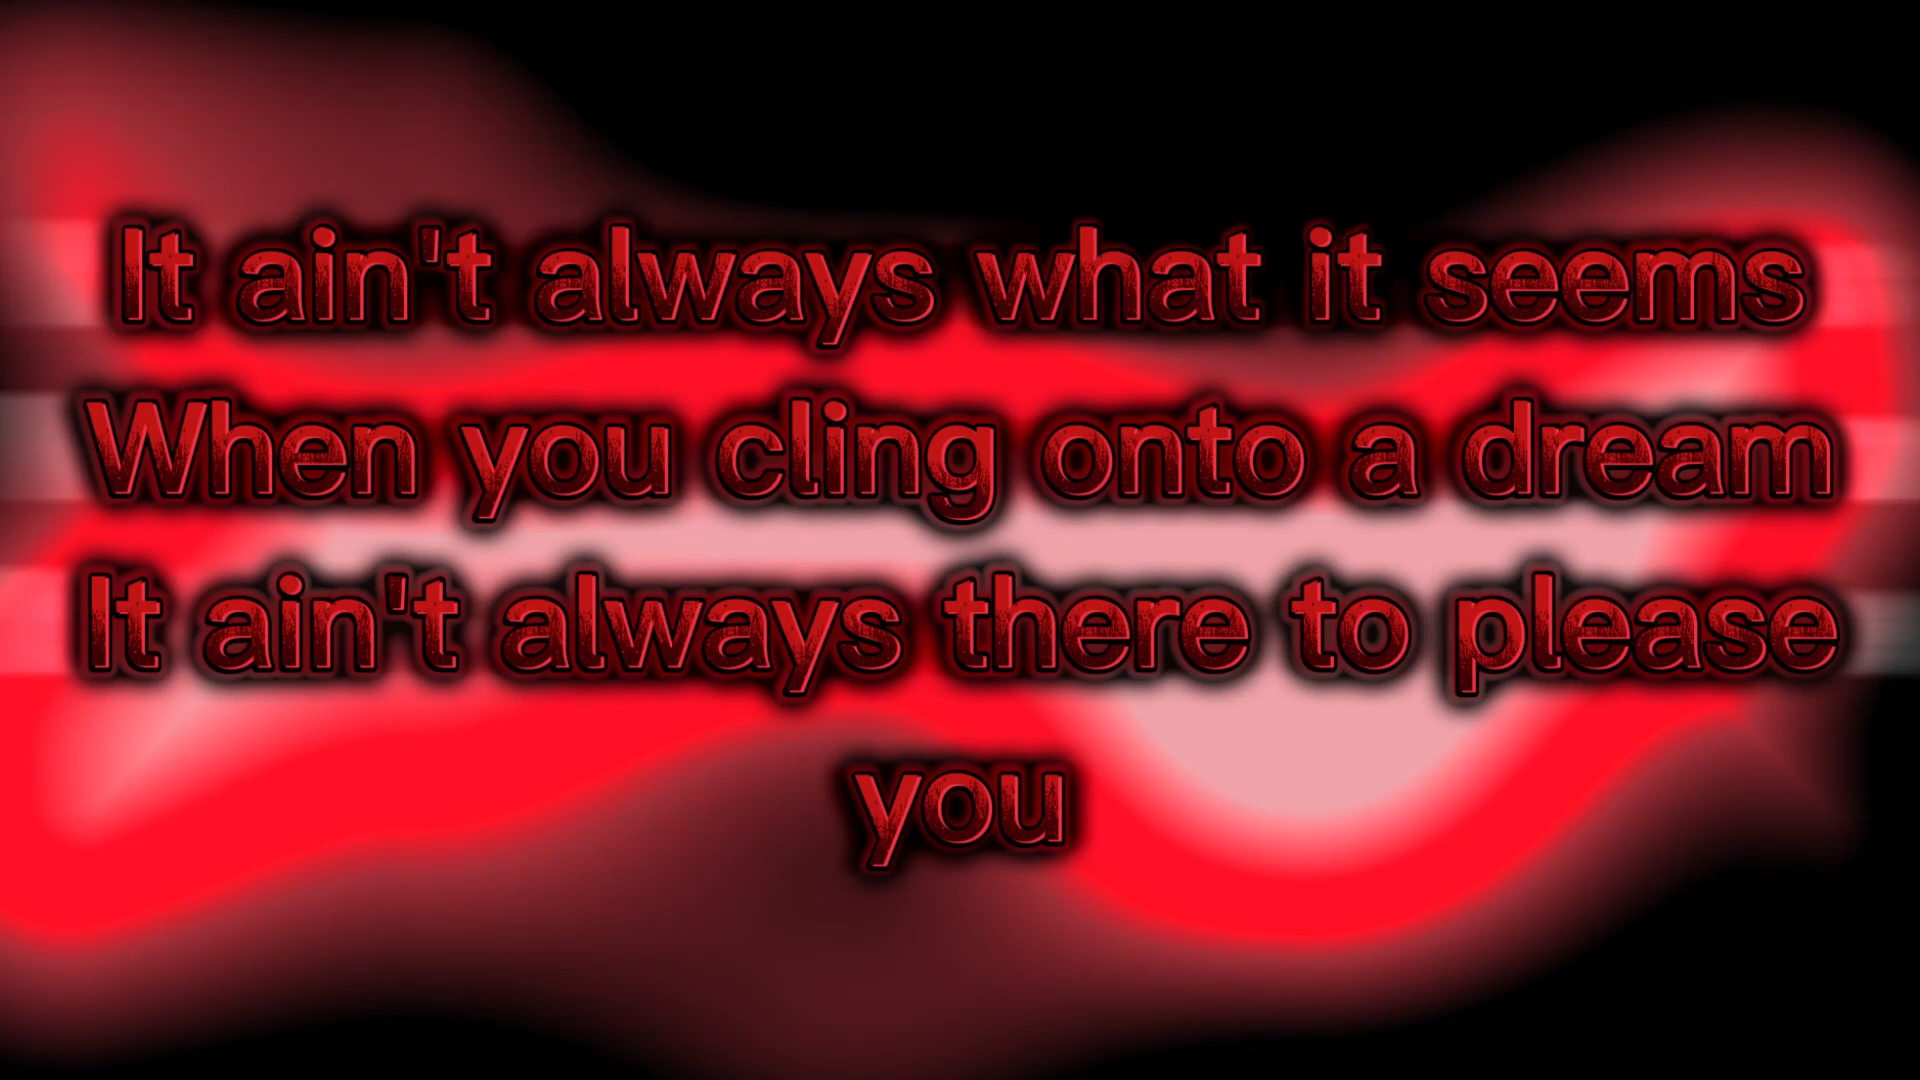 It ain't always what it seems
When you cling onto a dream
It ain't always there to please
you